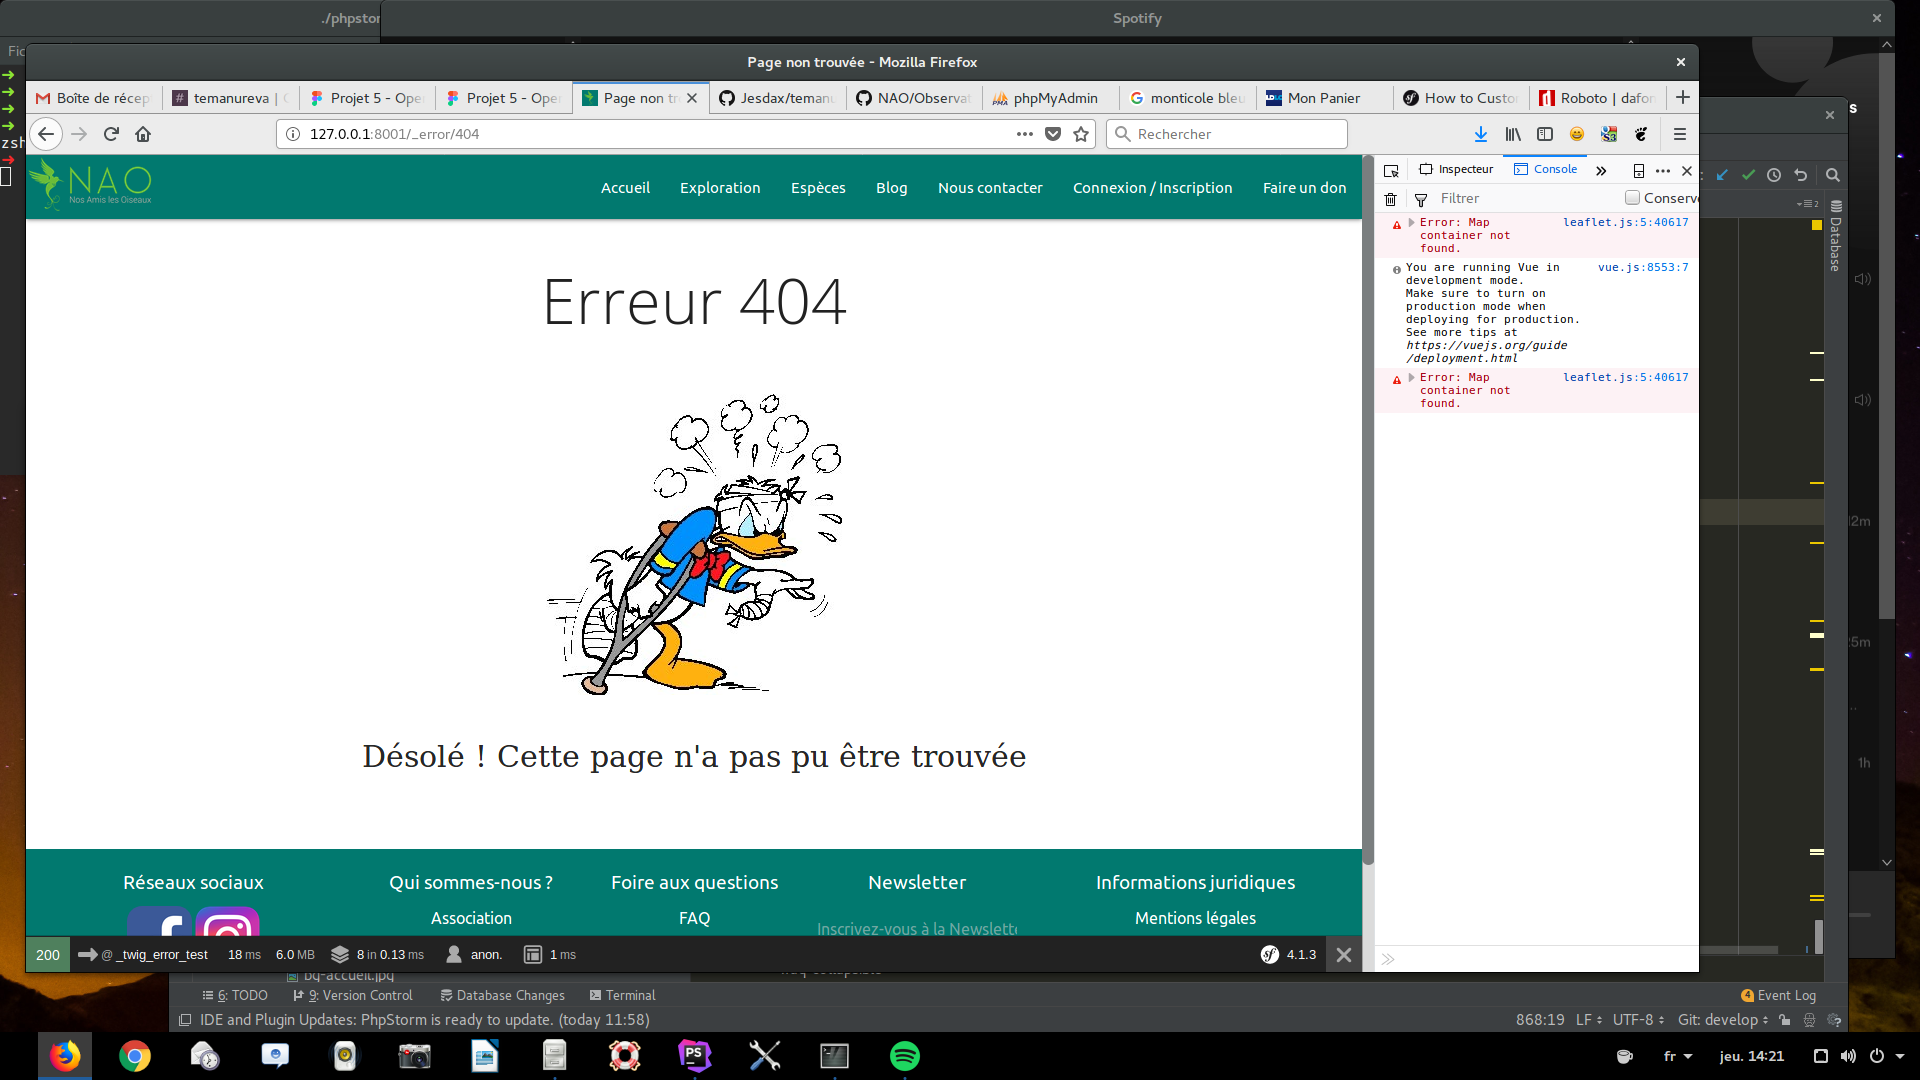 ./phpstor
Spotify
Fic
Page non trouvée - Mozilla Firefox
Boîte de récep
temanureva |
Projet 5 - Ope
Projet 5 - Ope
Page non tr
Jesdax/temanu
NAO/Observat
phpMyAdmin
monticole bleu
Mon Panier
How to Custo
Roboto | dafon
127.0.0.1:8001/_error/404
Rechercher
zsh
NAO
Nos Amis les Oiseaux
Accueil
Exploration
Espèces
Blog
Nous contacter
Connexion / Inscription
Faire un don
Inspecteur
Console
Filtrer
Conserve
Error: Map container not found.
leaflet.js:5:40617
You are running Vue in development mode.
vue.js:8553:7
Make sure to turn on production mode when deploying for production.
See more tips at https://vuejs.org/guide/deployment.html
Error: Map container not found.
leaflet.js:5:40617
Database
Erreur 404
Désolé ! Cette page n'a pas pu être trouvée
Réseaux sociaux
Qui sommes-nous ?
Foire aux questions
Newsletter
Informations juridiques
Association
FAQ
Inscrivez-vous à la Newslett
Mentions légales
200
@ _twig_error_test
18 ms
6.0 MB
8 in 0.13 ms
anon.
1 ms
4.1.3
bg-accueil.jpg
6: TODO
9: Version Control
Database Changes
Terminal
4 Event Log
IDE and Plugin Updates: PhpStorm is ready to update. (today 11:58)
868:19
LF
UTF-8
Git: develop
fr
jeu. 14:21